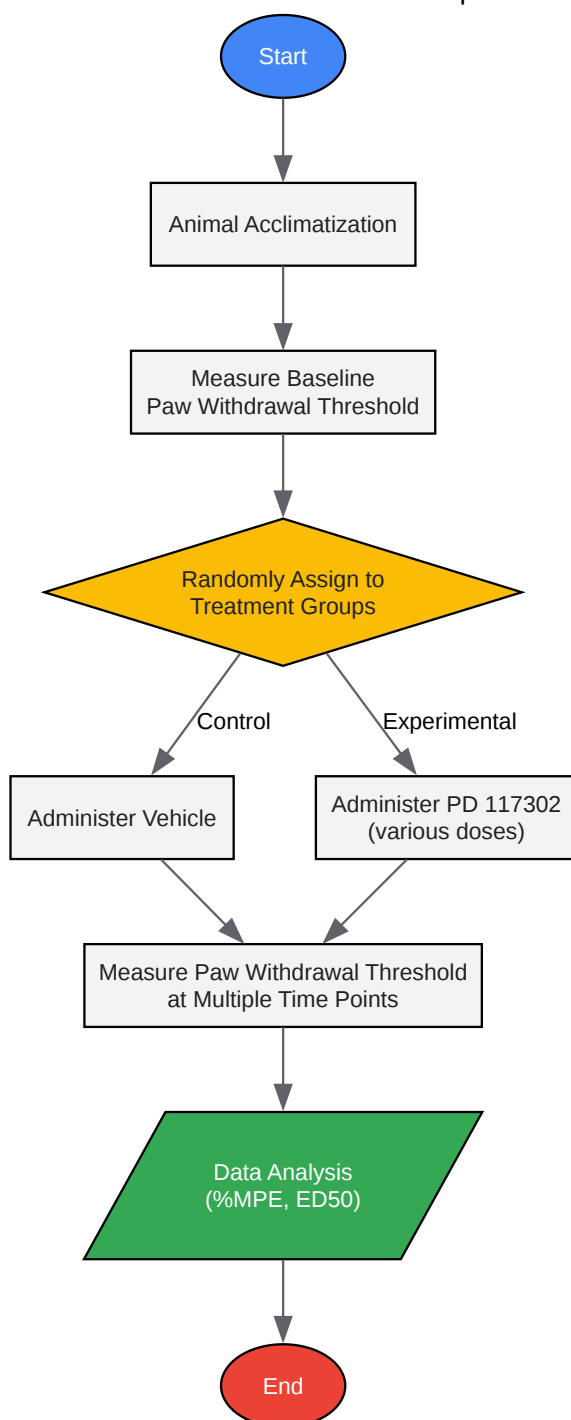 Start
Animal Acclimatization
Measure Baseline
Paw Withdrawal Threshold
Randomly Assign to
Treatment Groups
Control
Experimental
Administer Vehicle
Administer PD 117302
(various doses)
Measure Paw Withdrawal Threshold
at Multiple Time Points
Data Analysis
(%MPE, ED50)
End